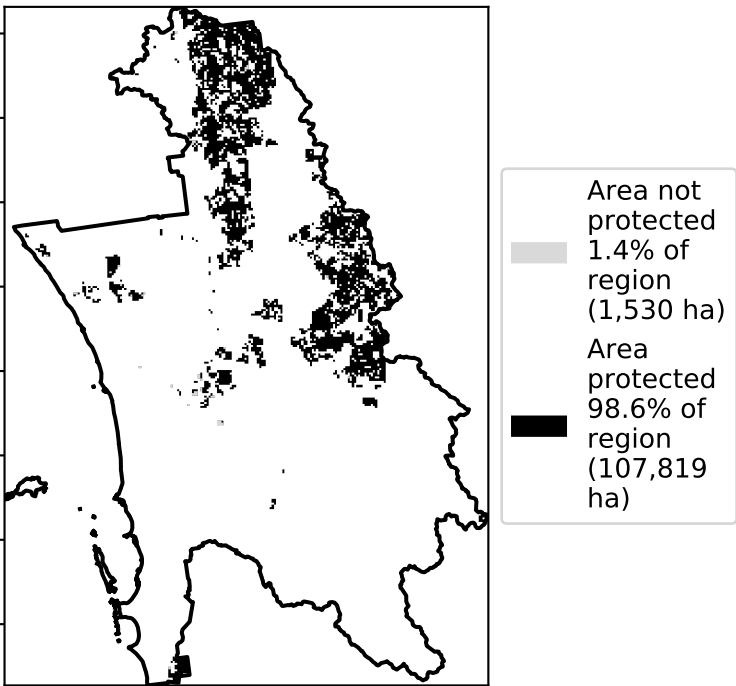 Area not
protected
1.4% of
region
(1,530 ha)
Area
protected
98.6% of
region
(107,819
ha)